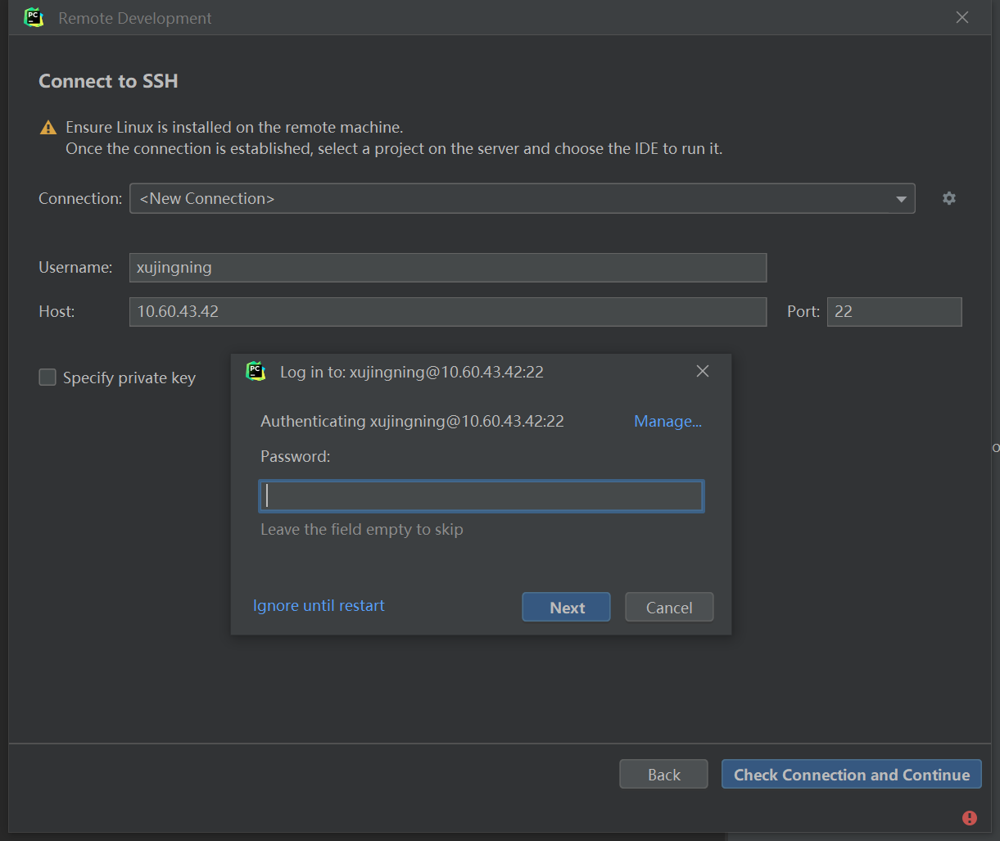 PC
Remote Development
Connect to SSH
Ensure Linux is installed on the remote machine.
Once the connection is established, select a project on the server and choose the IDE to run it.
Connection: <New Connection>
Username: xujingning
Host: 10.60.43.42 Port: 22
Specify private key
PC
Log in to: xujingning@10.60.43.42:22
Authenticating xujingning@10.60.43.42:22 Manage...
Password:
Leave the field empty to skip
Ignore until restart Next Cancel
Back Check Connection and Continue